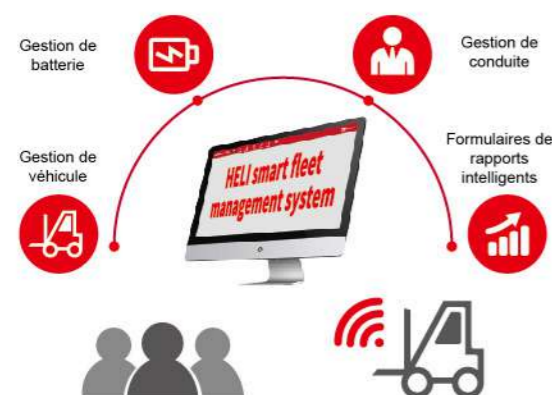 Gestion de
batterie
Gestion de
conduite
Gestion de
véhicule
HELI smart fleet
management system
Formulaires de
rapports
intelligents